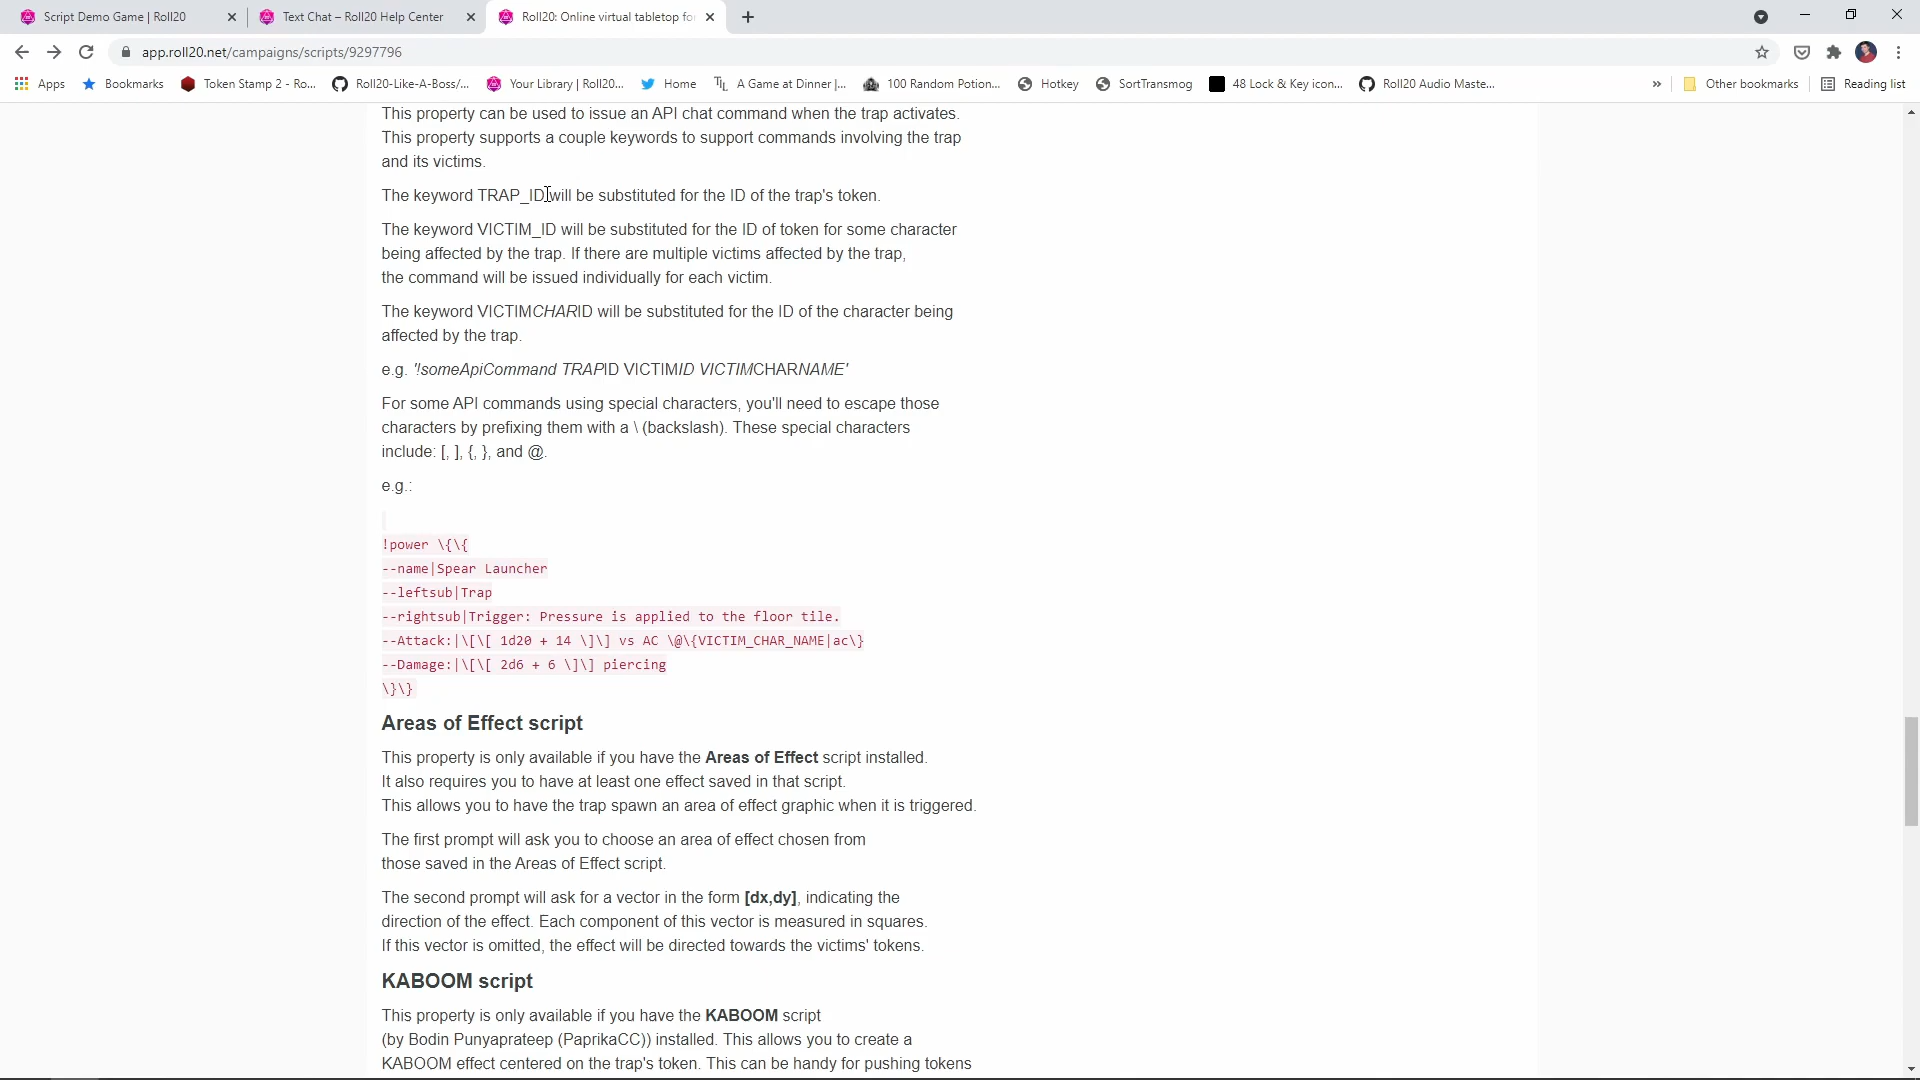 Script Demo Game | Roll20
Text Chat – Roll20 Help Center
Roll20: Online virtual tabletop fo
app.roll20.net/campaigns/scripts/9297796
Apps
Bookmarks
Token Stamp 2 - Ro...
Roll20-Like-A-Boss/...
Your Library | Roll20...
Home
A Game at Dinner |...
100 Random Potion...
Hotkey
SortTransmog
48 Lock & Key icon...
Roll20 Audio Maste...
»
Other bookmarks
Reading list
This property can be used to issue an API chat command when the trap activates.
This property supports a couple keywords to support commands involving the trap
and its victims.
The keyword TRAP_ID will be substituted for the ID of the trap's token.
The keyword VICTIM_ID will be substituted for the ID of token for some character
being affected by the trap. If there are multiple victims affected by the trap,
the command will be issued individually for each victim.
The keyword VICTIMCHARID will be substituted for the ID of the character being
affected by the trap.
e.g. '!someApiCommand TRAPID VICTIMID VICTIMCHARNAME'
For some API commands using special characters, you'll need to escape those
characters by prefixing them with a \ (backslash). These special characters
include: [, ], {, }, and @.
e.g.:
!power \{\{
--name|Spear Launcher
--leftsub|Trap
--rightsub|Trigger: Pressure is applied to the floor tile.
--Attack:|\[\[ 1d20 + 14 \]\] vs AC \@\{VICTIM_CHAR_NAME|ac\}
--Damage:|\[\[ 2d6 + 6 \]\] piercing
\}\}
Areas of Effect script
This property is only available if you have the Areas of Effect script installed.
It also requires you to have at least one effect saved in that script.
This allows you to have the trap spawn an area of effect graphic when it is triggered.
The first prompt will ask you to choose an area of effect chosen from
those saved in the Areas of Effect script.
The second prompt will ask for a vector in the form [dx,dy], indicating the
direction of the effect. Each component of this vector is measured in squares.
If this vector is omitted, the effect will be directed towards the victims' tokens.
KABOOM script
This property is only available if you have the KABOOM script
(by Bodin Punyaprateep (PaprikaCC)) installed. This allows you to create a
KABOOM effect centered on the trap's token. This can be handy for pushing tokens